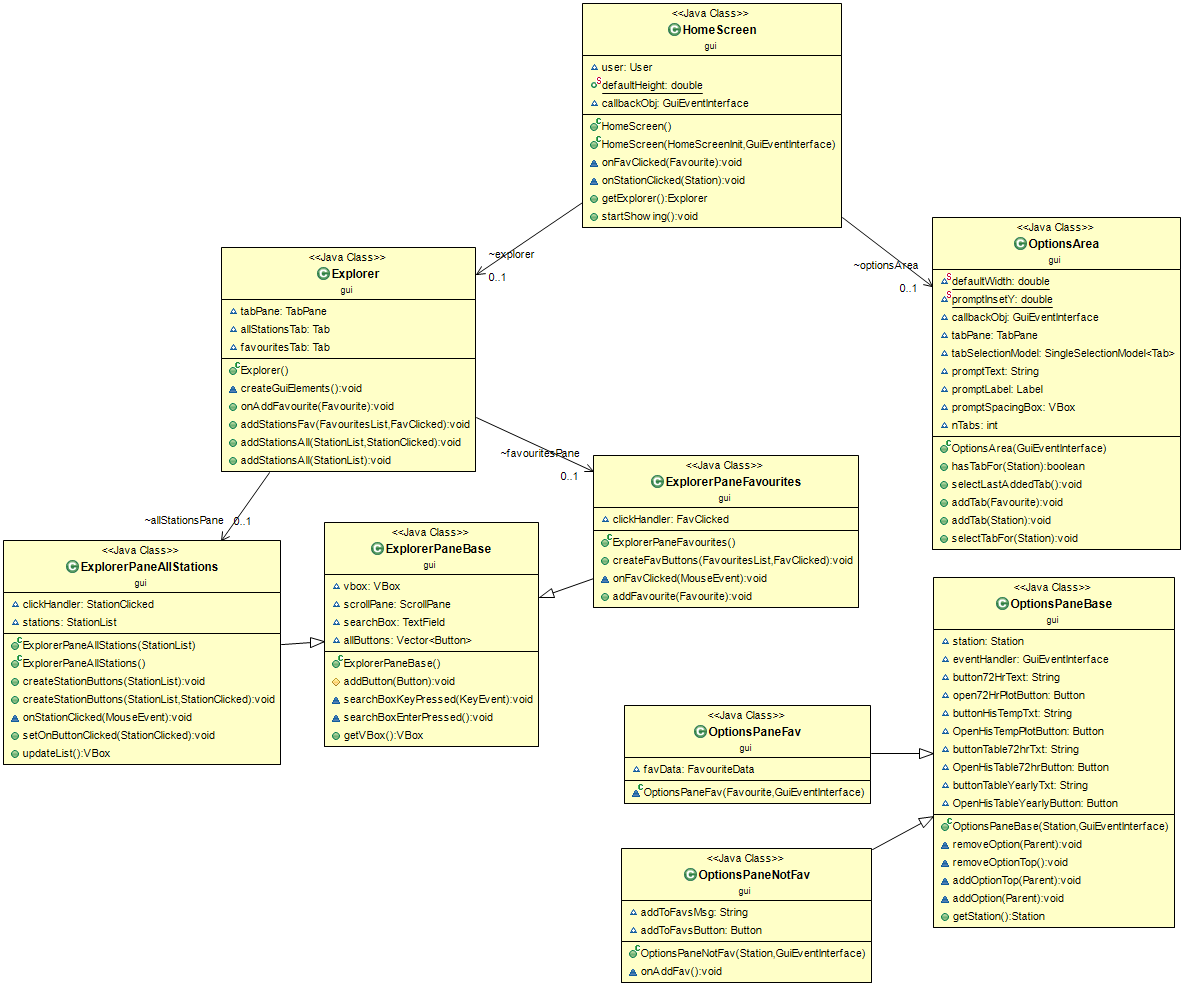 <<Java Class>>
HomeScreen
gui
user: User
defaultHeight: double
callbackObj: GuiEventInterface
HomeScreen()
HomeScreen(HomeScreenInit,GuiEventInterface)
onFavClicked(Favourite):void
onStationClicked(Station):void
getExplorer():Explorer
startShowing():void
~explorer
0..1
~optionsArea
0..1
<<Java Class>>
Explorer
gui
tabPane: TabPane
allStationsTab: Tab
favouritesTab: Tab
Explorer()
createGuiElements():void
onAddFavourite(Favourite):void
addStationsFav(FavouritesList,FavClicked):void
addStationsAll(StationList,StationClicked):void
addStationsAll(StationList):void
<<Java Class>>
OptionsArea
gui
defaultWidth: double
promptInsetY: double
callbackObj: GuiEventInterface
tabPane: TabPane
tabSelectionModel: SingleSelectionModel<Tab>
promptText: String
promptLabel: Label
promptSpacingBox: VBox
nTabs: int
OptionsArea(GuiEventInterface)
hasTabFor(Station):boolean
selectLastAddedTab():void
addTab(Favourite):void
addTab(Station):void
selectTabFor(Station):void
~favouritesPane
0..1
~allStationsPane
0..1
<<Java Class>>
ExplorerPaneFavourites
gui
clickHandler: FavClicked
ExplorerPaneFavourites()
createFavButtons(FavouritesList,FavClicked):void
onFavClicked(MouseEvent):void
addFavourite(Favourite):void
<<Java Class>>
ExplorerPaneAllStations
gui
clickHandler: StationClicked
stations: StationList
ExplorerPaneAllStations(StationList)
ExplorerPaneAllStations()
createStationButtons(StationList):void
createStationButtons(StationList,StationClicked):void
onStationClicked(MouseEvent):void
setOnButtonClicked(StationClicked):void
updateList():VBox
<<Java Class>>
ExplorerPaneBase
gui
vbox: VBox
scrollPane: ScrollPane
searchBox: TextField
allButtons: Vector<Button>
ExplorerPaneBase()
addButton(Button):void
searchBoxKeyPressed(KeyEvent):void
searchBoxEnterPressed():void
getVBox():VBox
<<Java Class>>
OptionsPaneBase
gui
station: Station
eventHandler: GuiEventInterface
button72HrText: String
open72HrPlotButton: Button
buttonHisTempTxt: String
OpenHisTempPlotButton: Button
buttonTable72hrTxt: String
OpenHisTable72hrButton: Button
buttonTableYearlyTxt: String
OpenHisTableYearlyButton: Button
OptionsPaneBase(Station,GuiEventInterface)
removeOption(Parent):void
removeOptionTop():void
addOptionTop(Parent):void
addOption(Parent):void
getStation():Station
<<Java Class>>
OptionsPaneFav
gui
favData: FavouriteData
OptionsPaneFav(Favourite,GuiEventInterface)
<<Java Class>>
OptionsPaneNotFav
gui
addToFavsMsg: String
addToFavsButton: Button
OptionsPaneNotFav(Station,GuiEventInterface)
onAddFav():void